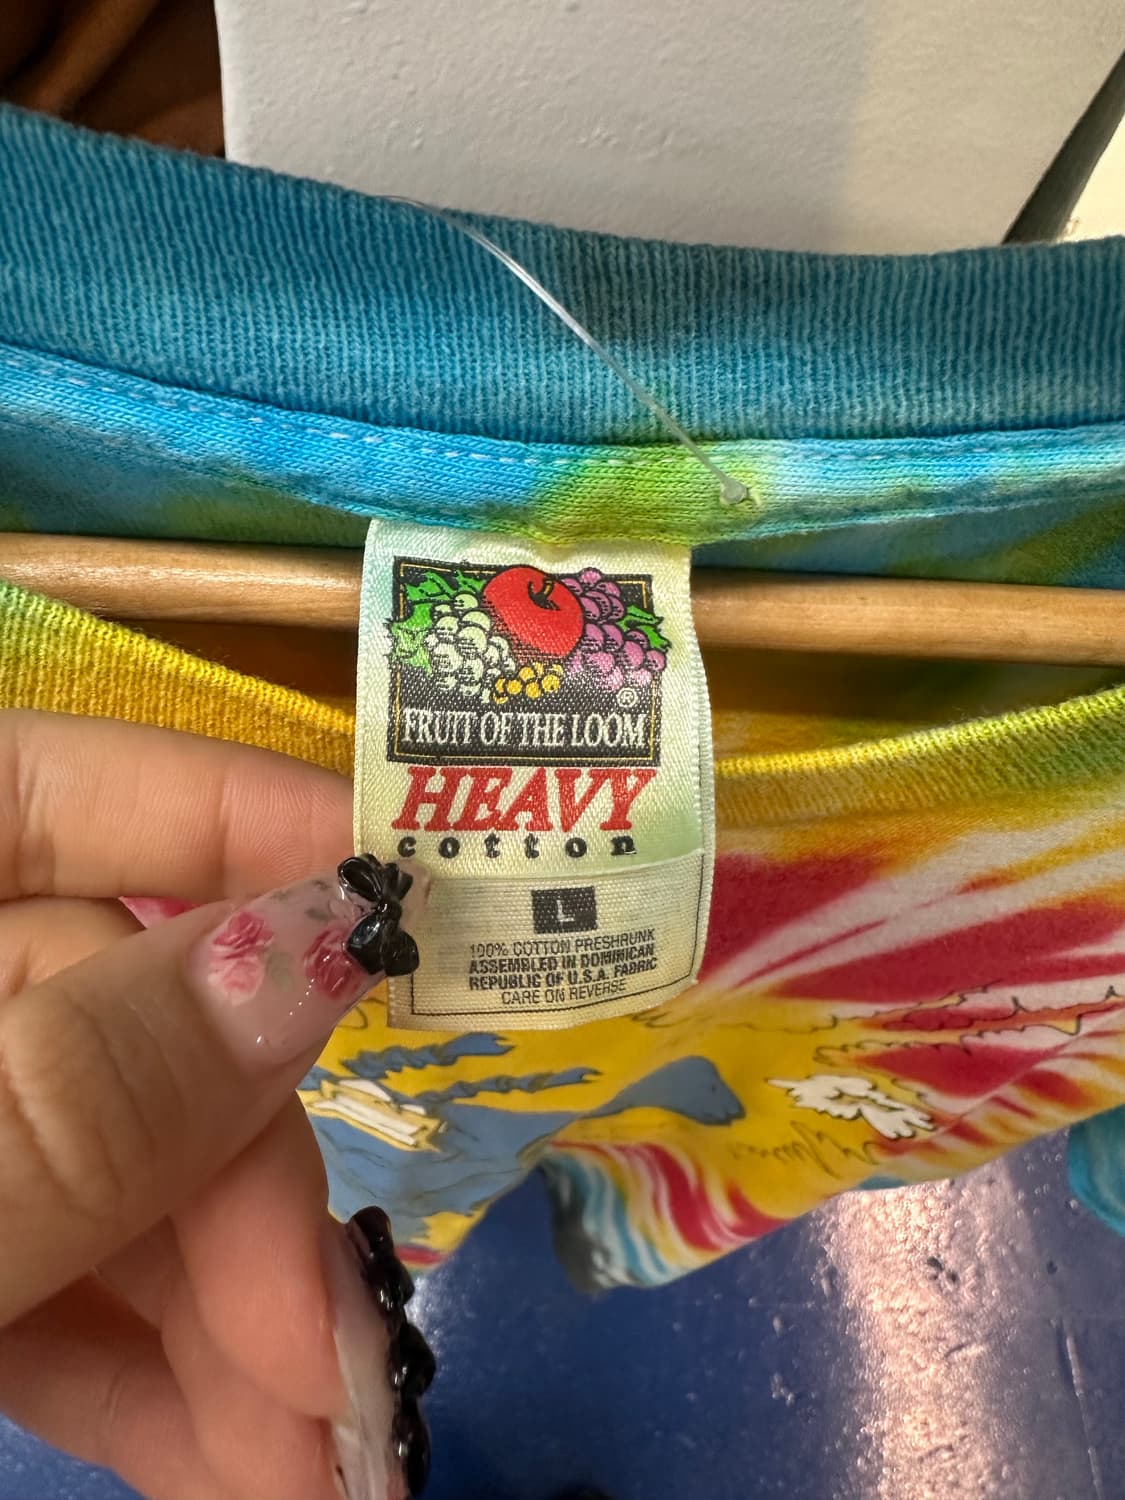 ®
FRUIT OF THE LOOM
HEAVY
cotton
L
100% COTTON PRESHRUNK
ASSEMBLED IN DOMINICAN
REPUBLIC OF U.S.A. FABRIC
CARE ON REVERSE